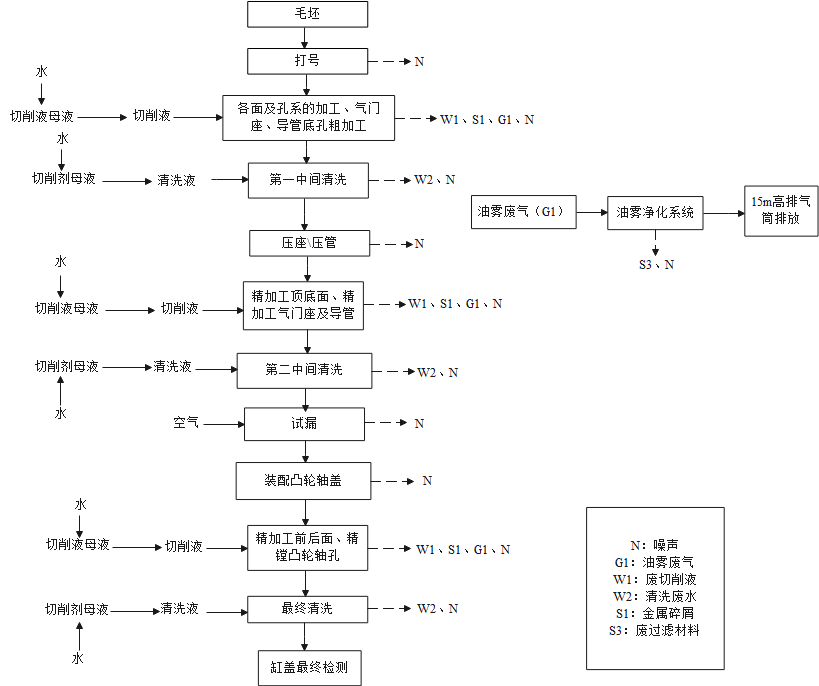 毛坯
打号
N
水
切削液母液
切削液
各面及孔系的加工、气门
座、导管底孔粗加工
W1、S1、G1、N
水
切削剂母液
清洗液
第一中间清洗
W2、N
油雾废气（G1）
油雾净化系统
15m高排气
筒排放
S3、N
压座\压管
N
水
切削液母液
切削液
精加工顶底面、精
加工气门座及导管
W1、S1、G1、N
切削剂母液
清洗液
第二中间清洗
W2、N
水
空气
试漏
N
装配凸轮轴盖
N
水
切削液母液
切削液
精加工前后面、精
镗凸轮轴孔
W1、S1、G1、N
切削剂母液
清洗液
最终清洗
W2、N
水
缸盖最终检测
N：噪声
G1：油雾废气
W1：废切削液
W2：清洗废水
S1：金属碎屑
S3：废过滤材料